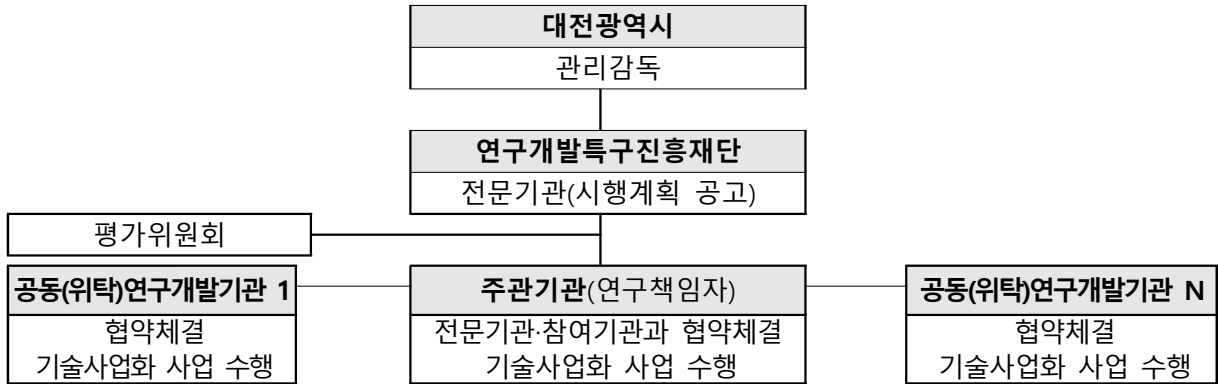 대전광역시
관리감독
연구개발특구진흥재단
전문기관(시행계획 공고)
평가위원회
공동(위탁)연구개발기관 1
협약체결
기술사업화 사업 수행
주관기관(연구책임자)
전문기관·참여기관과 협약체결
기술사업화 사업 수행
공동(위탁)연구개발기관 N
협약체결
기술사업화 사업 수행